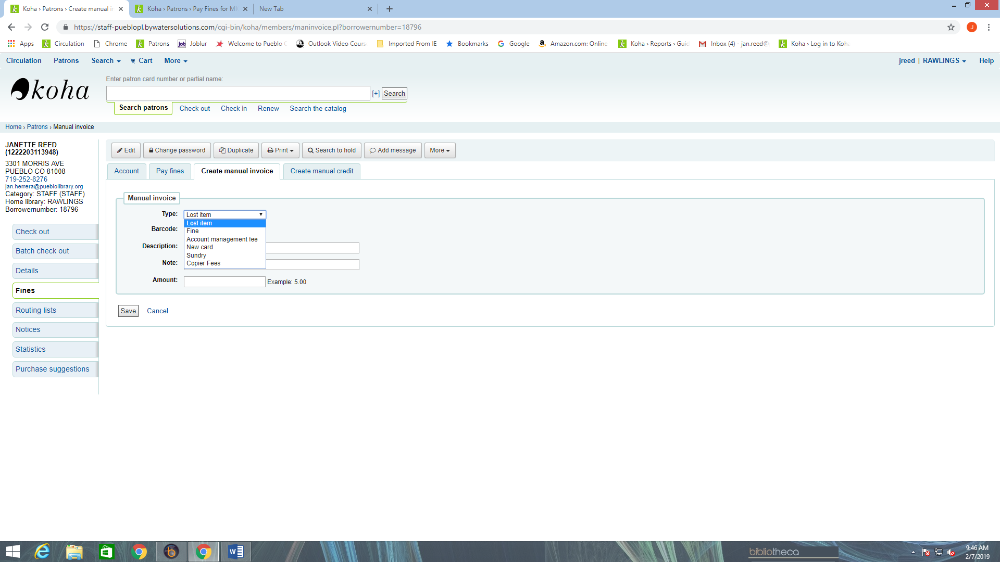 Koha › Patrons › Create manual in
Koha › Patrons › Pay Fines for MI
New Tab
https://staff-pueblopl.bywatersolutions.com/cgi-bin/koha/members/maninvoice.pl?borrowernumber=18796
J
Apps
Circulation
Chrome
Patrons
job Joblur
Welcome to Pueblo
Outlook Video Cours
Imported From IE
Bookmarks
Google
Amazon.com: Online
Koha › Reports › Guid
Inbox (4) - jan.reed@
Koha › Log in to Koha
Circulation
Patrons
Search
Cart
More
jreed | RAWLINGS
Help
koha
Enter patron card number or partial name:
[+]
Search
Search patrons
Check out
Check in
Renew
Search the catalog
Home › Patrons › Manual invoice
JANETTE REED
(1222203113948)
3301 MORRIS AVE
PUEBLO CO 81008
719-252-8276
jan.herrera@pueblolibrary.org
Category: STAFF (STAFF)
Home library: RAWLINGS
Borrowernumber: 18796
Check out
Batch check out
Details
Fines
Routing lists
Notices
Statistics
Purchase suggestions
Edit
Change password
Duplicate
Print
Search to hold
Add message
More
Account
Pay fines
Create manual invoice
Create manual credit
Manual invoice
Type: Lost item
Lost item
Fine
Account management fee
New card
Sundry
Copier Fees
Barcode:
Description:
Note:
Amount:
Example: 5.00
Save
Cancel
bibliotheca
9:46 AM
2/7/2019